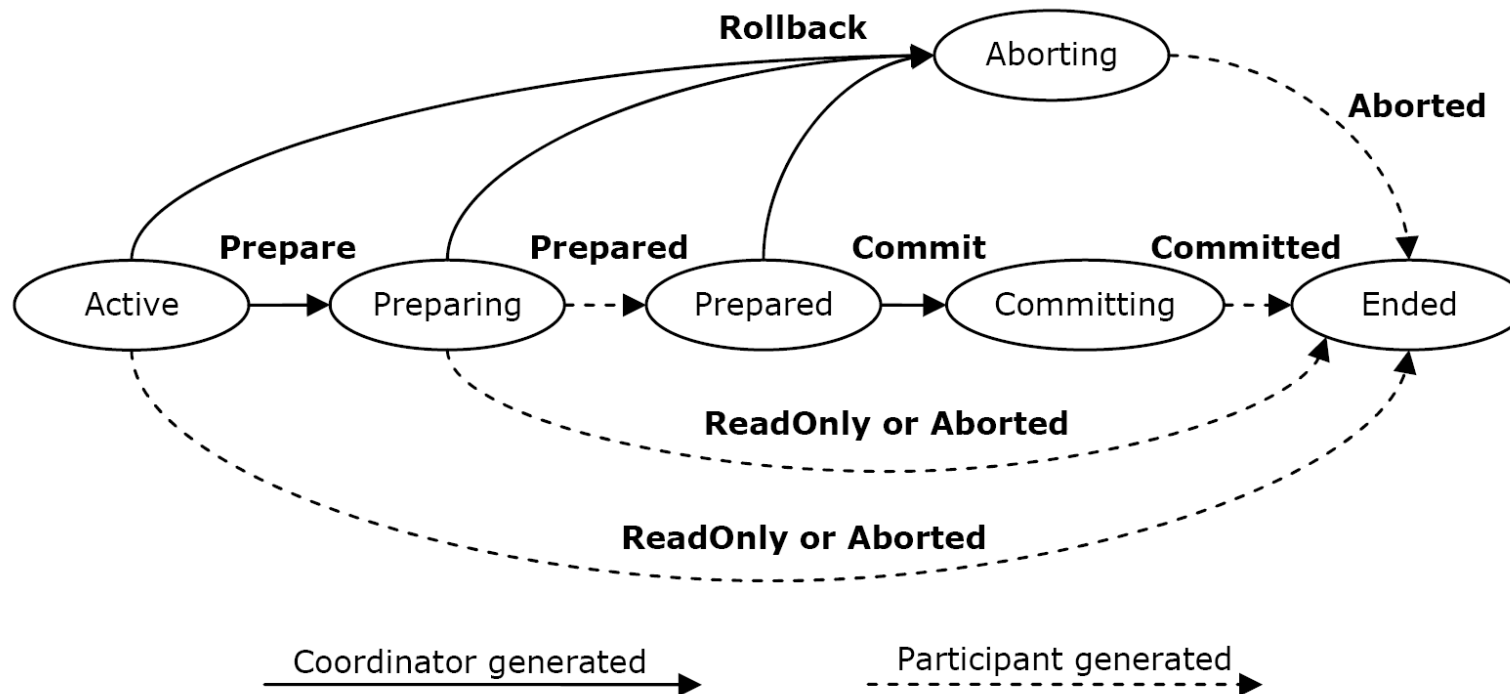 Rollback
Aborting
Aborted
Prepare
Prepared
Commit
Committed
Active
Preparing
Prepared
Committing
Ended
ReadOnly or Aborted
ReadOnly or Aborted
Coordinator generated
Participant generated